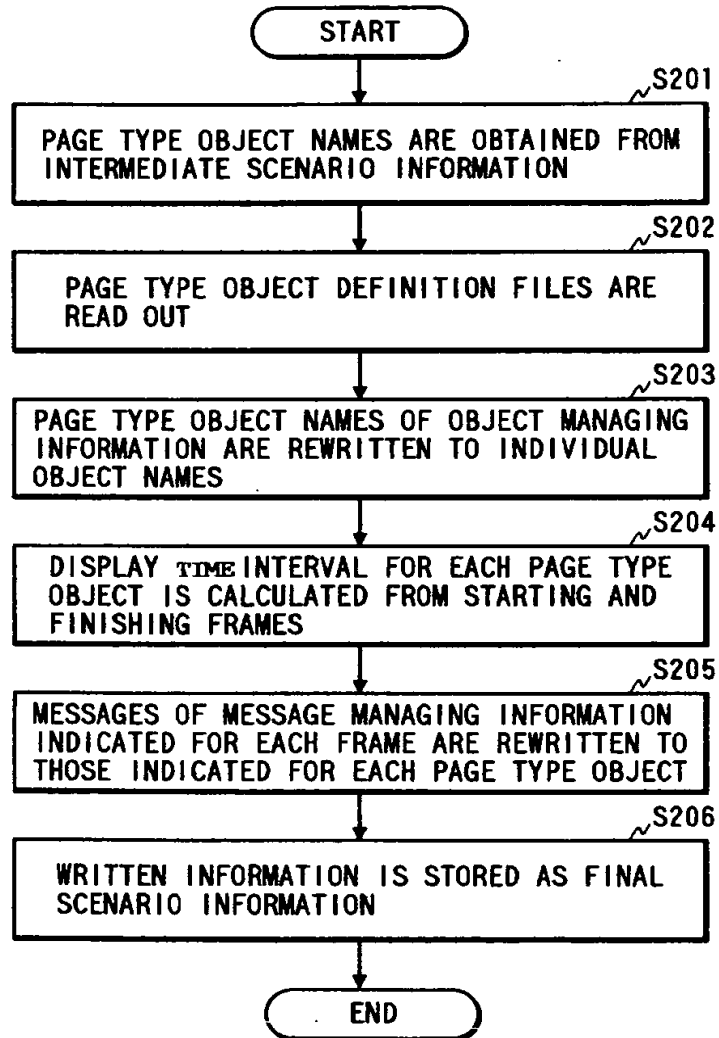 START
S201
PAGE TYPE OBJECT NAMES ARE OBTAINED FROM
INTERMEDIATE SCENARIO INFORMATION
S202
PAGE TYPE OBJECT DEFINITION FILES ARE
READ OUT
S203
PAGE TYPE OBJECT NAMES OF OBJECT MANAGING
INFORMATION ARE REWRITTEN TO INDIVIDUAL
OBJECT NAMES
S204
DISPLAY TIME INTERVAL FOR EACH PAGE TYPE
OBJECT IS CALCULATED FROM STARTING AND
FINISHING FRAMES
S205
MESSAGES OF MESSAGE MANAGING INFORMATION
INDICATED FOR EACH FRAME ARE REWRITTEN TO
THOSE INDICATED FOR EACH PAGE TYPE OBJECT
S206
WRITTEN INFORMATION IS STORED AS FINAL
SCENARIO INFORMATION
END